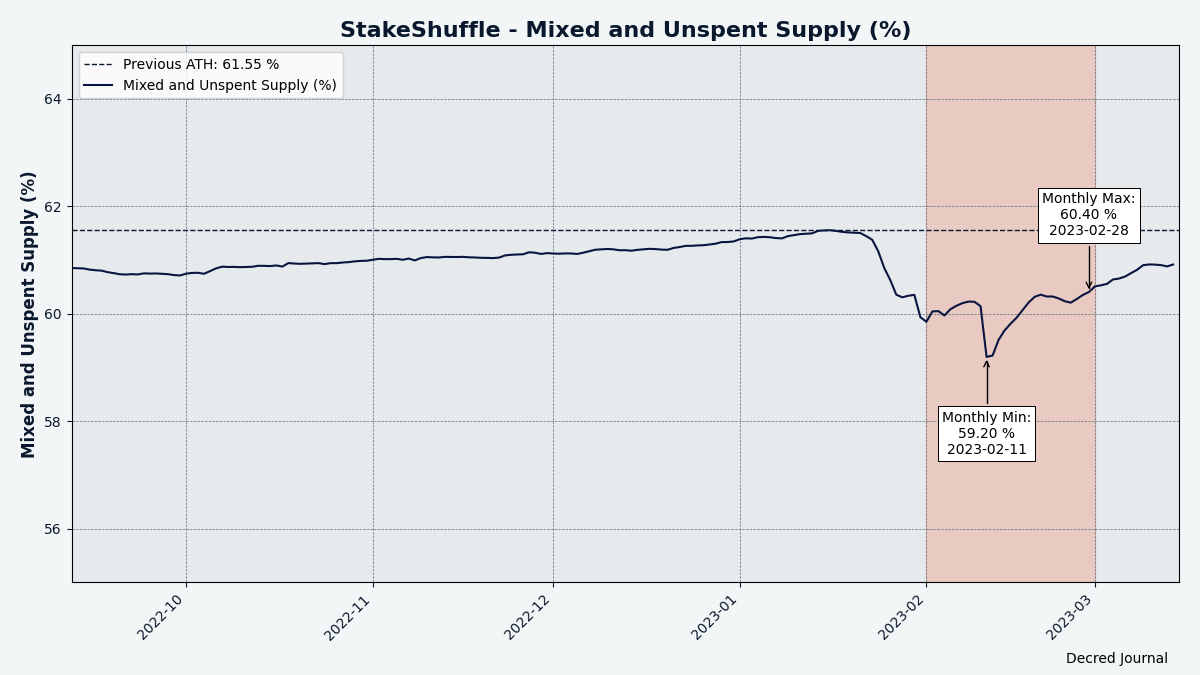 StakeShuffle - Mixed and Unspent Supply (%)
Previous ATH: 61.55 %
Mixed and Unspent Supply (%)
Mixed and Unspent Supply (%)
64
62
60
58
56
Monthly Max:
60.40 %
2023-02-28
Monthly Min:
59.20 %
2023-02-11
2022-10
2022-11
2022-12
2023-01
2023-02
2023-03
Decred Journal